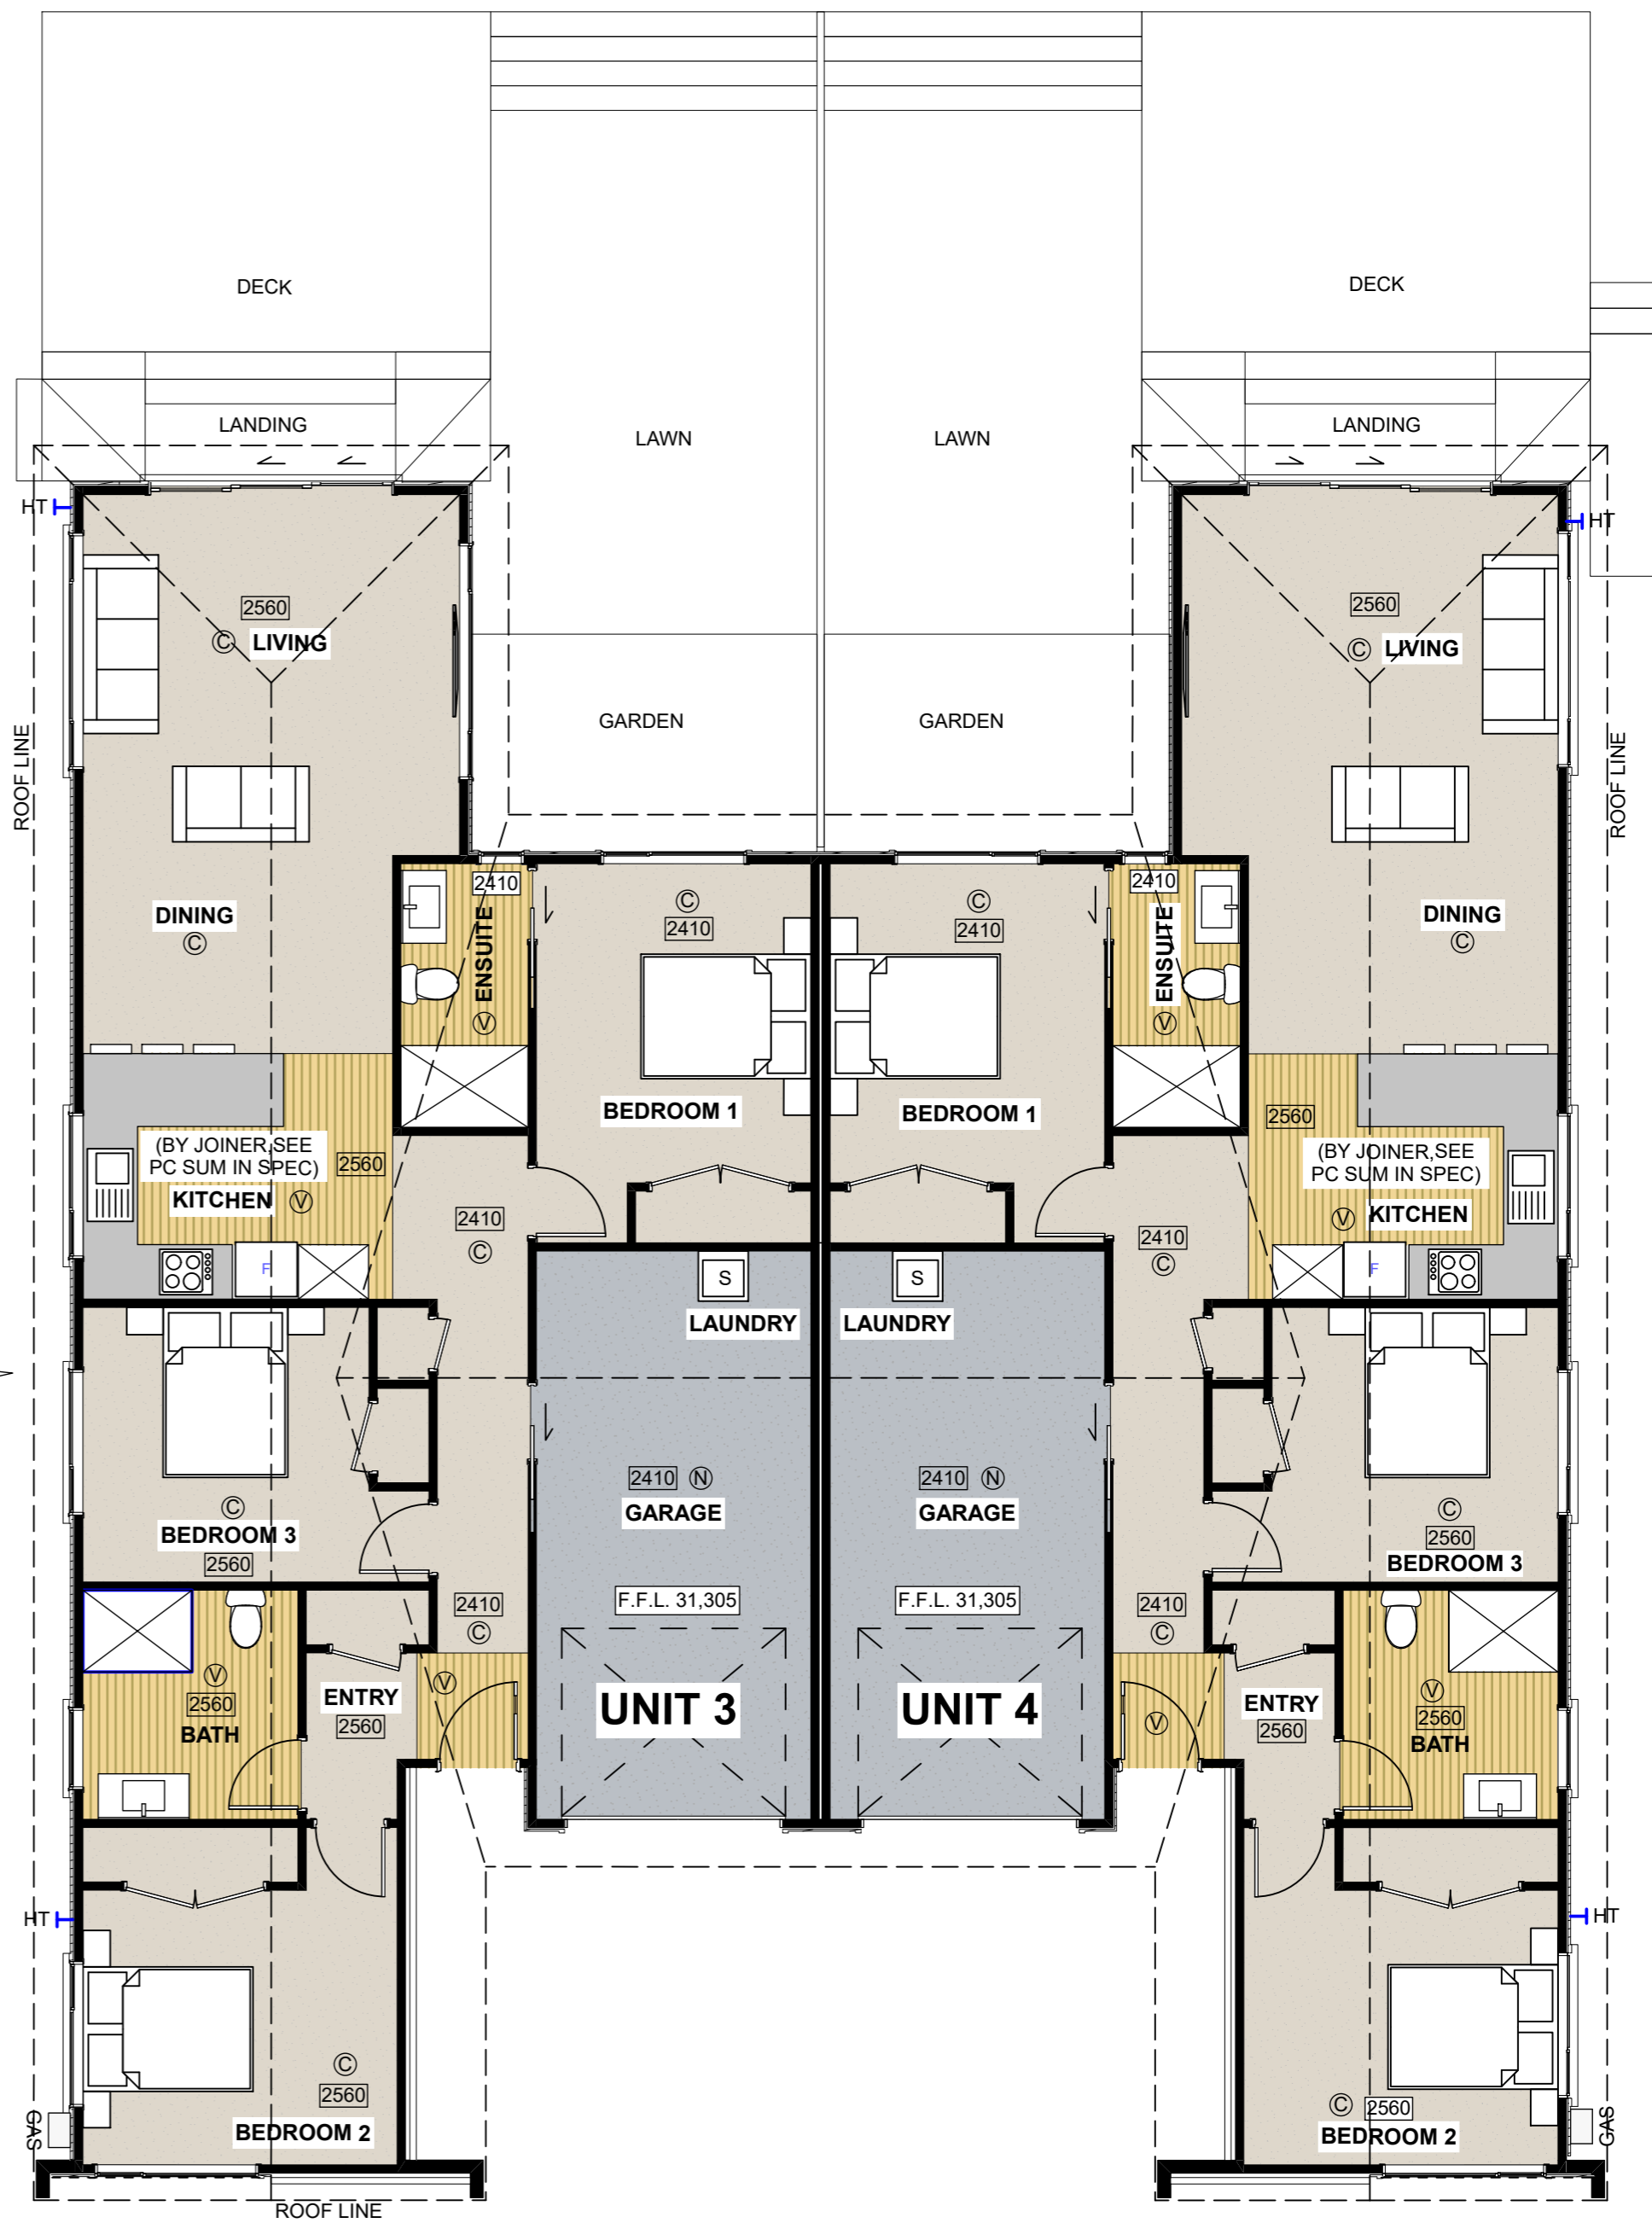 DECK
DECK
LANDING
LANDING
LAWN
LAWN
HT
HT
2560
Ⓒ LIVING
2560
Ⓒ LIVING
ROOF LINE
ROOF LINE
GARDEN
GARDEN
2410
ENSUITE
Ⓥ
Ⓒ
2410
Ⓒ
2410
2410
ENSUITE
Ⓥ
DINING
Ⓒ
DINING
Ⓒ
BEDROOM 1
BEDROOM 1
(BY JOINER,SEE
PC SUM IN SPEC)
2560
KITCHEN Ⓥ
2560
(BY JOINER,SEE
PC SUM IN SPEC)
Ⓥ KITCHEN
F
F
2410
Ⓒ
2410
Ⓒ
S
S
LAUNDRY
LAUNDRY
2410 Ⓝ
GARAGE
2410 Ⓝ
GARAGE
Ⓒ
BEDROOM 3
2560
Ⓒ
2560
BEDROOM 3
F.F.L. 31,305
F.F.L. 31,305
2410
Ⓒ
2410
Ⓒ
Ⓥ
2560
BATH
ENTRY
2560
Ⓥ
UNIT 3
UNIT 4
Ⓥ
ENTRY
2560
Ⓥ
2560
BATH
HT
HT
Ⓒ
2560
BEDROOM 2
Ⓒ 2560
BEDROOM 2
GAS
GAS
ROOF LINE